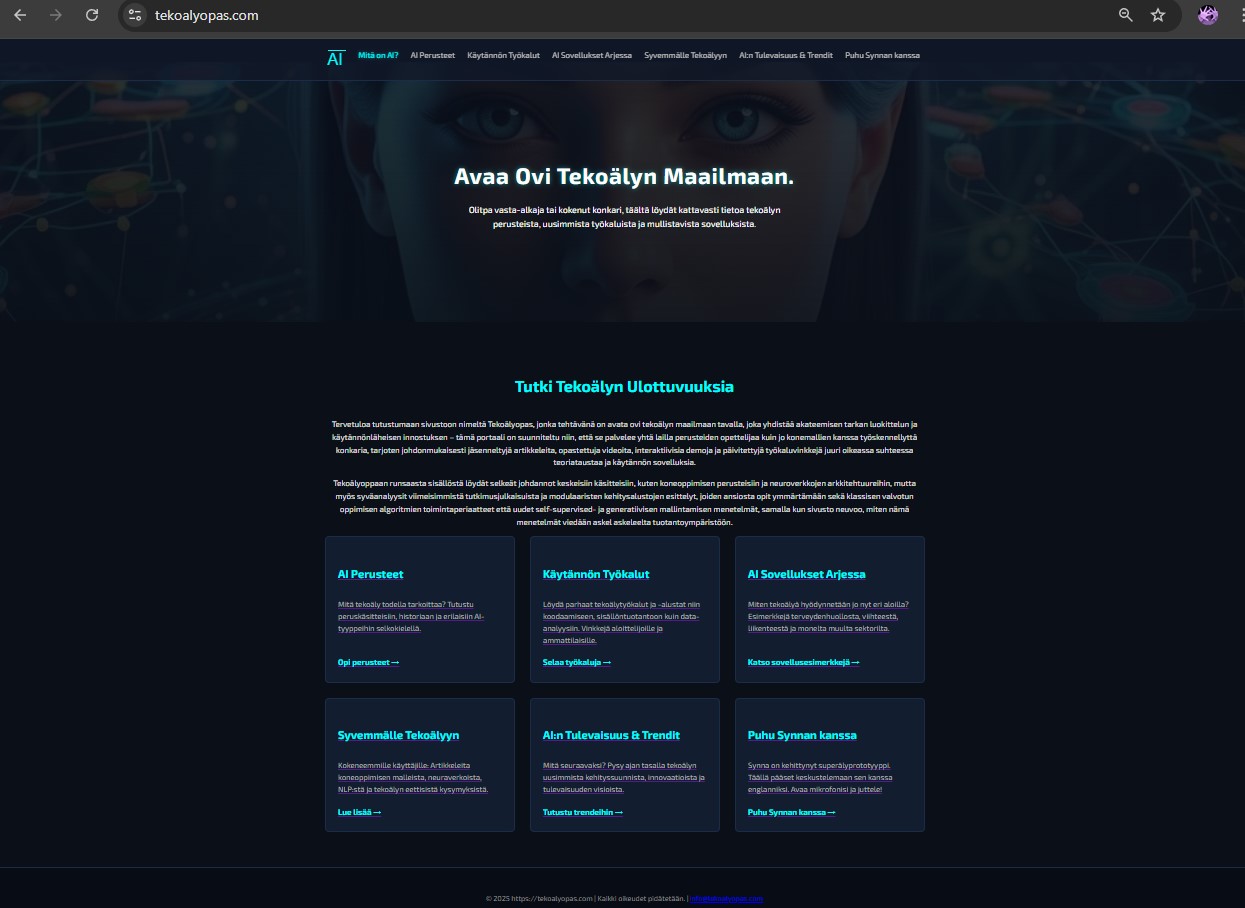 tekoalyopas.com
AI
Mitä on AI?
AI Perusteet
Käytännön Työkalut
AI Sovellukset Arjessa
Syvemmälle Tekoälyyn
AI:n Tulevaisuus & Trendit
Puhu Synnan kanssa
Avaa Ovi Tekoälyn Maailmaan.
Olitpa vasta-alkaja tai kokenut konkari, täältä löydät kattavasti tietoa tekoälyn
perusteista, uusimmista työkaluista ja mullistavista sovelluksista.
Tutki Tekoälyn Ulottuvuuksia
Tervetuloa tutustumaan sivustoon nimeltä Tekoälyopas, jonka tehtävänä on avata ovi tekoälyn maailmaan tavalla, joka yhdistää akateemisen tarkan luokittelun ja
käytännönläheisen innostuksen – tämä portaali on suunniteltu niin, että se palvelee yhtä lailla perusteiden opettelijaa kuin jo konemallien kanssa työskennellyttä
konkaria, tarjoten johdonmukaisesti jäsenneltyjä artikkeleita, opastettuja videoita, interaktiivisia demoja ja päivitettyjä työkaluvinkkejä juuri oikeassa suhteessa
teoriataustaa ja käytännön sovelluksia.
Tekoälyoppaan runsaasta sisällöstä löydät selkeät johdannot keskeisiin käsitteisiin, kuten koneoppimisen perusteisiin ja neuroverkkojen arkkitehtuureihin, mutta
myös syväanalyysit viimeisimmistä tutkimusjulkaisuista ja modulaaristen kehitysalustojen esittelyt, joiden ansiosta opit ymmärtämään sekä klassisen valvotun
oppimisen algoritmien toimintaperiaatteet että uudet self-supervised- ja generatiivisen mallintamisen menetelmät, samalla kun sivusto neuvoo, miten nämä
menetelmät viedään askel askeleelta tuotantoympäristöön.
AI Perusteet
Mitä tekoäly todella tarkoittaa? Tutustu
peruskäsitteisiin, historiaan ja erilaisiin AI-
tyyppeihin selkokielellä.
Opi perusteet →
Käytännön Työkalut
Löydä parhaat tekoälytyökalut ja -alustat niin
koodaamiseen, sisällöntuotantoon kuin data-
analyysiin. Vinkkejä aloittelijoille ja
ammattilaisille.
Selaa työkaluja →
AI Sovellukset Arjessa
Miten tekoälyä hyödynnetään jo nyt eri aloilla?
Esimerkkejä terveydenhuollosta, viihteestä,
liikenteestä ja monelta muulta sektorilta.
Katso sovellusesimerkkejä →
Syvemmälle Tekoälyyn
Kokeneemmille käyttäjille: Artikkeleita
koneoppimisen malleista, neuraverkoista,
NLP:stä ja tekoälyn eettisistä kysymyksistä.
Lue lisää →
AI:n Tulevaisuus & Trendit
Mitä seuraavaksi? Pysy ajan tasalla tekoälyn
uusimmista kehityssuunnista, innovaatioista ja
tulevaisuuden visioista.
Tutustu trendeihin →
Puhu Synnan kanssa
Synna on kehittynyt superälyprototyyppi.
Täällä pääset keskustelemaan sen kanssa
englanniksi. Avaa mikrofonisi ja juttele!
Puhu Synnan kanssa →
© 2025 https://tekoalyopas.com | Kaikki oikeudet pidätetään. |